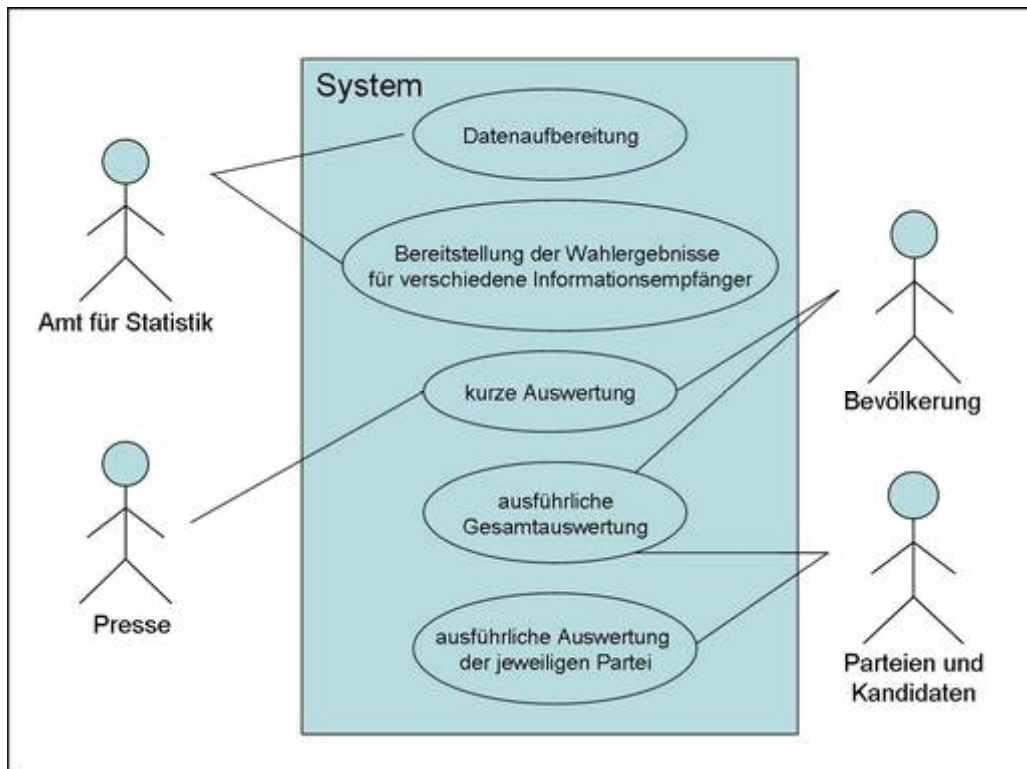 System
Datenaufbereitung
Bereitstellung der Wahlergebnisse
für verschiedene Informationsempfänger
Amt für Statistik
kurze Auswertung
Bevölkerung
ausführliche
Gesamtauswertung
Presse
ausführliche Auswertung
der jeweiligen Partei
Parteien und
Kandidaten